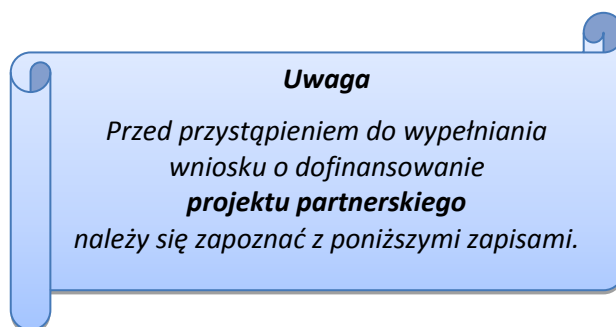 Uwaga
Przed przystąpieniem do wypełniania
wniosku o dofinansowanie
projektu partnerskiego
należy się zapoznać z poniższymi zapisami.